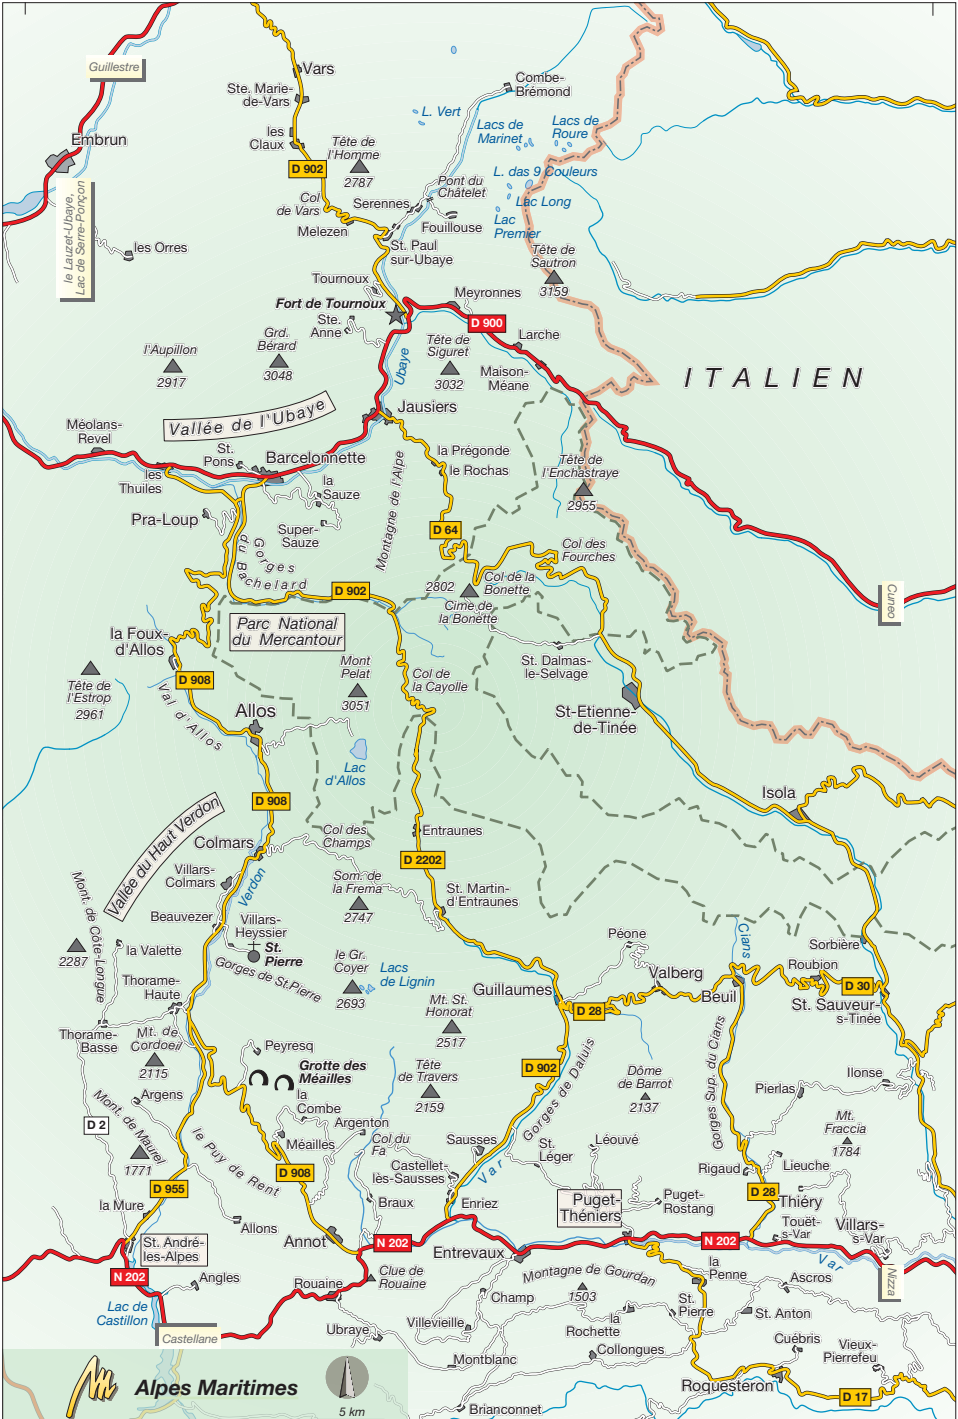 Guillestre
Vars
Ste. Marie-
de-Vars
Combe-
Brémond
Embrun
les
Claux
Tête de
l'Homme
2787
L. Vert
Lacs de
Marinet
Lacs de
Roure
D 902
L. das 9 Couleurs
Pont du
Châtelet
Lac Long
Col
de Vars
Serennes
Melezen
Fouillouse
Lac
Premier
le Lauzet-Ubaye,
Lac de Serre-Ponçon
les Orres
St. Paul
sur-Ubaye
Tête de
Sautron
3159
Tournoux
Fort de Tournoux
Meyronnes
Ste.
Anne
D 900
Larche
l'Aupillon
2917
Grd.
Bérard
3048
Ubaye
Tête de
Siguret
3032
Maison-
Méane
ITALIEN
Vallée de l'Ubaye
Jausiers
Méolans-
Revel
St.
Pons
Barcelonnette
les
Thuiles
la
Sauze
la Prégonde
le Rochas
Tête de
l'Enchastraye
2955
Montagne de l'Alpe
Pra-Loup
Super-
Sauze
Gorges
du Bachelard
D 64
Col des
Fourches
D 902
2802
Col de la
Bonette
Cime de
la Bonette
Cuneo
Parc National
du Mercantour
la Foux-
d'Allos
Mont
Pelat
3051
Col de
la Cayolle
St. Dalmas-
le-Selvage
Tête de
l'Estrop
2961
D 908
Val d'Allos
Allos
St-Etienne-
de-Tinée
Lac
d'Allos
Isola
D 908
Vallée du Haut Verdon
Colmars
Col des
Champs
Entraunes
D 2202
Villars-
Colmars
Verdon
Som. de
la Frema
2747
St. Martin-
d'Entraunes
Mont. de Côte-Longue
Beauvezer
Villars-
Heyssier
St.
Pierre
Gorges de St.Pierre
2287
la Valette
le Gr.
Coyer
2693
Lacs
de Lignin
Péone
Cians
Sorbière
Thorame-
Haute
Guillaumes
Valberg
Beuil
Roubion
D 30
St. Sauveur-
s-Tinée
Mt. St.
Honorat
2517
D 28
Thorame-
Basse
Mt. de
Cordoeil
2115
Peyresq
Grotte des
Méailles
Tête
de Travers
2159
D 902
Gorges de Daluis
Dôme
de Barrot
2137
Gorges Sup. du Cians
Ilonse
Pierlas
Argens
la
Combe
D 2
Mont. de Maurel
1771
le Puy de Rent
Méailles
Argenton
Col du
Fa
Sausses
St.
Léger
Léouvé
Mt.
Fraccia
1784
D 908
Castellet-
lès-Sausses
Var
Rigaud
Lieuche
D 955
Braux
Enriez
Puget-
Théniers
Puget-
Rostang
D 28
Thiéry
la Mure
Allons
Touët-
s-Var
Villars-
s-Var
St. André-
les-Alpes
Annot
N 202
Entrevaux
N 202
Var
N 202
Angles
Rouaine
Clue de
Rouaine
Montagne de Gourdan
1503
la
Penne
Ascros
Nizza
Lac de
Castillon
Castellane
Ubraye
Champ
Villevieille
la
Rochette
St.
Pierre
St. Anton
Collongues
Cuébris
Vieux-
Pierrefeu
Montblanc
Roquesteron
D 17
Alpes Maritimes
5 km
Brianconnet